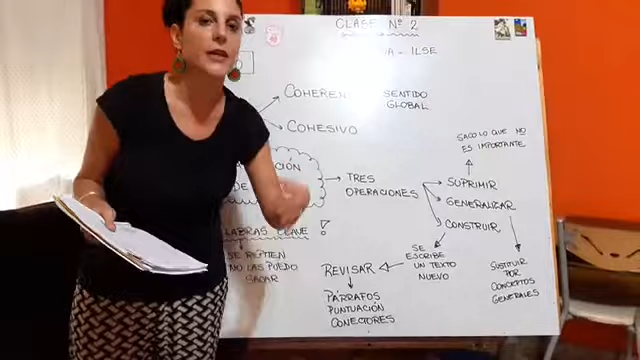 CLASE Nº 2
- ILSE
COHEREN
SENTIDO
GLOBAL
COHESIVO
SACO LO QUE NO
ES IMPORTANTE
CIÓN
DE
TRES
OPERACIONES
SUPRIMIR
GENERALIZAR
CONSTRUIR
LABRAS CLAVE
SE REPITEN
NO LAS PUEDO
SACAR
SE
ESCRIBE
UN TEXTO
NUEVO
REVISAR
PÁRRAFOS
PUNTUACIÓN
CONECTORES
SUSTITUIR
POR
CONCEPTOS
GENERALES